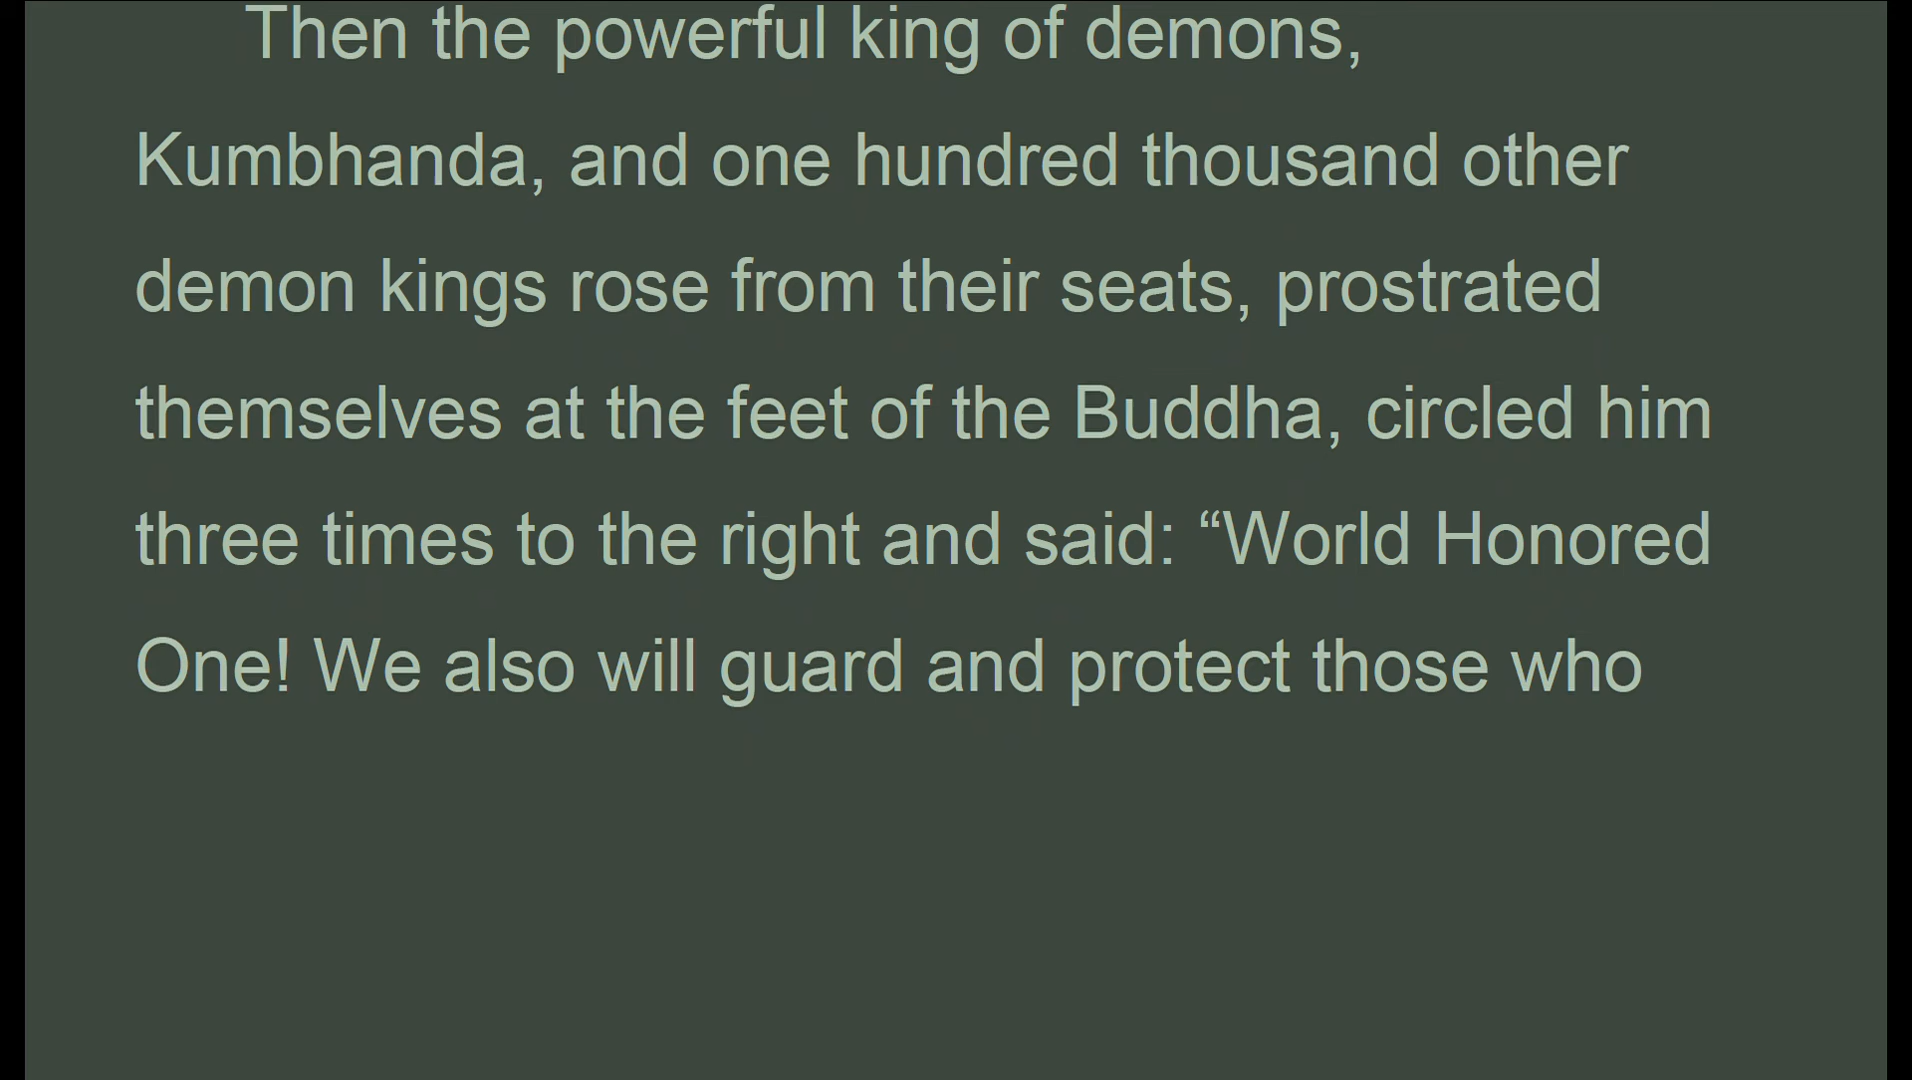 Then the powerful king of demons,
Kumbhanda, and one hundred thousand other
demon kings rose from their seats, prostrated
themselves at the feet of the Buddha, circled him
three times to the right and said: “World Honored
One! We also will guard and protect those who